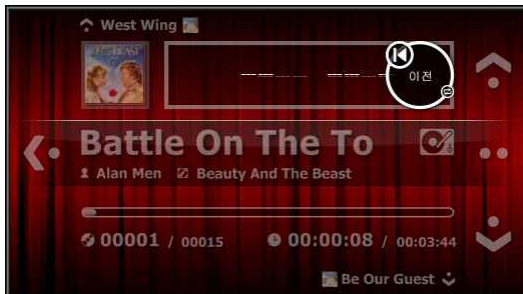 West Wing
이전
Battle On The To
Alan Men Beauty And The Beast
00001 / 00015 00:00:08 / 00:03:44
Be Our Guest